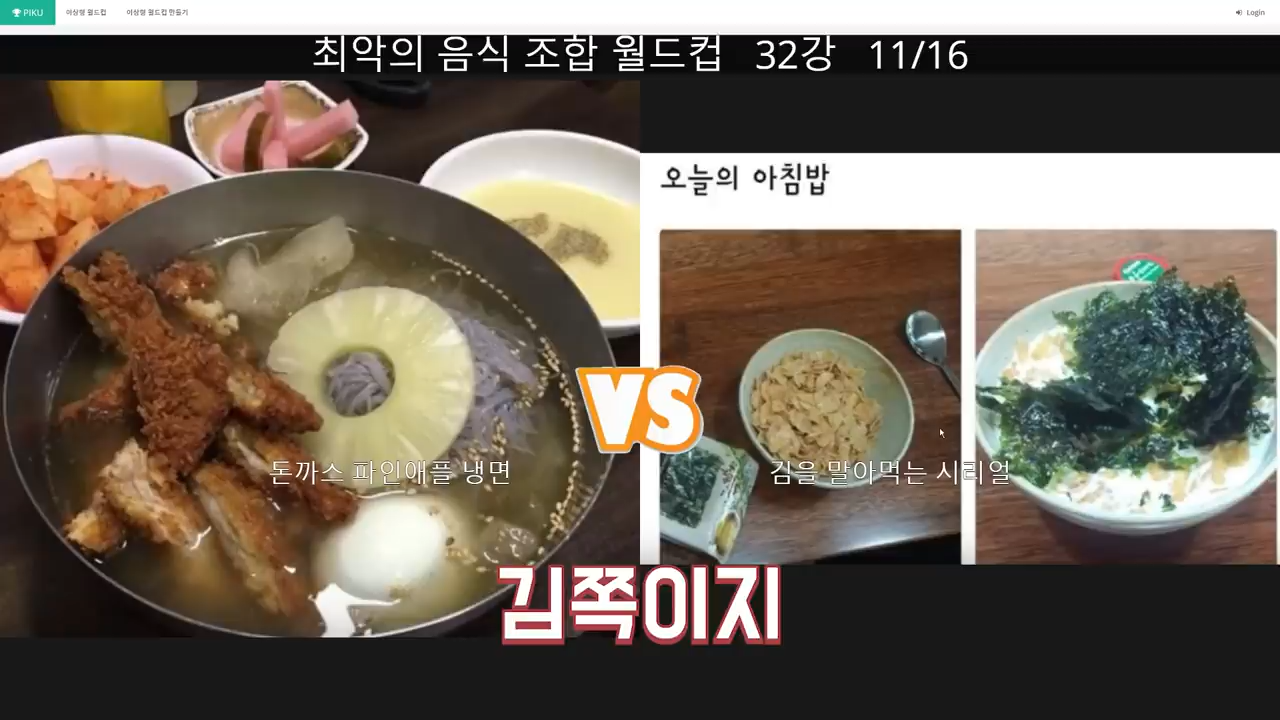 PIKU
이상형 월드컵
이상형 월드컵 만들기
Login
최악의 음식 조합 월드컵 32강 11/16
오늘의 아침밥
VS
돈까스 파인애플 냉면
김을 말아먹는 시리얼
김쪽이지